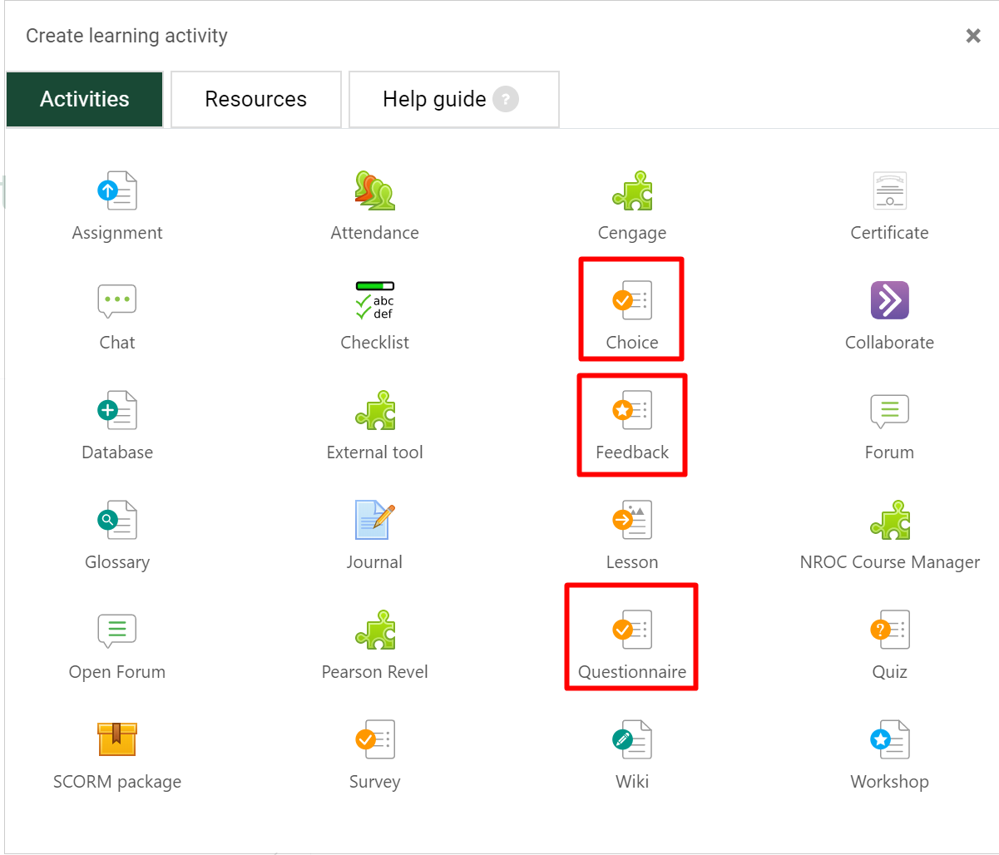 Create learning activity
Activities Resources Help guide ?
Assignment Attendance Cengage Certificate
abc
def
Chat Checklist Choice Collaborate
Database External tool Feedback Forum
Glossary Journal Lesson NROC Course Manager
?
Open Forum Pearson Revel Questionnaire Quiz
SCORM package Survey Wiki Workshop